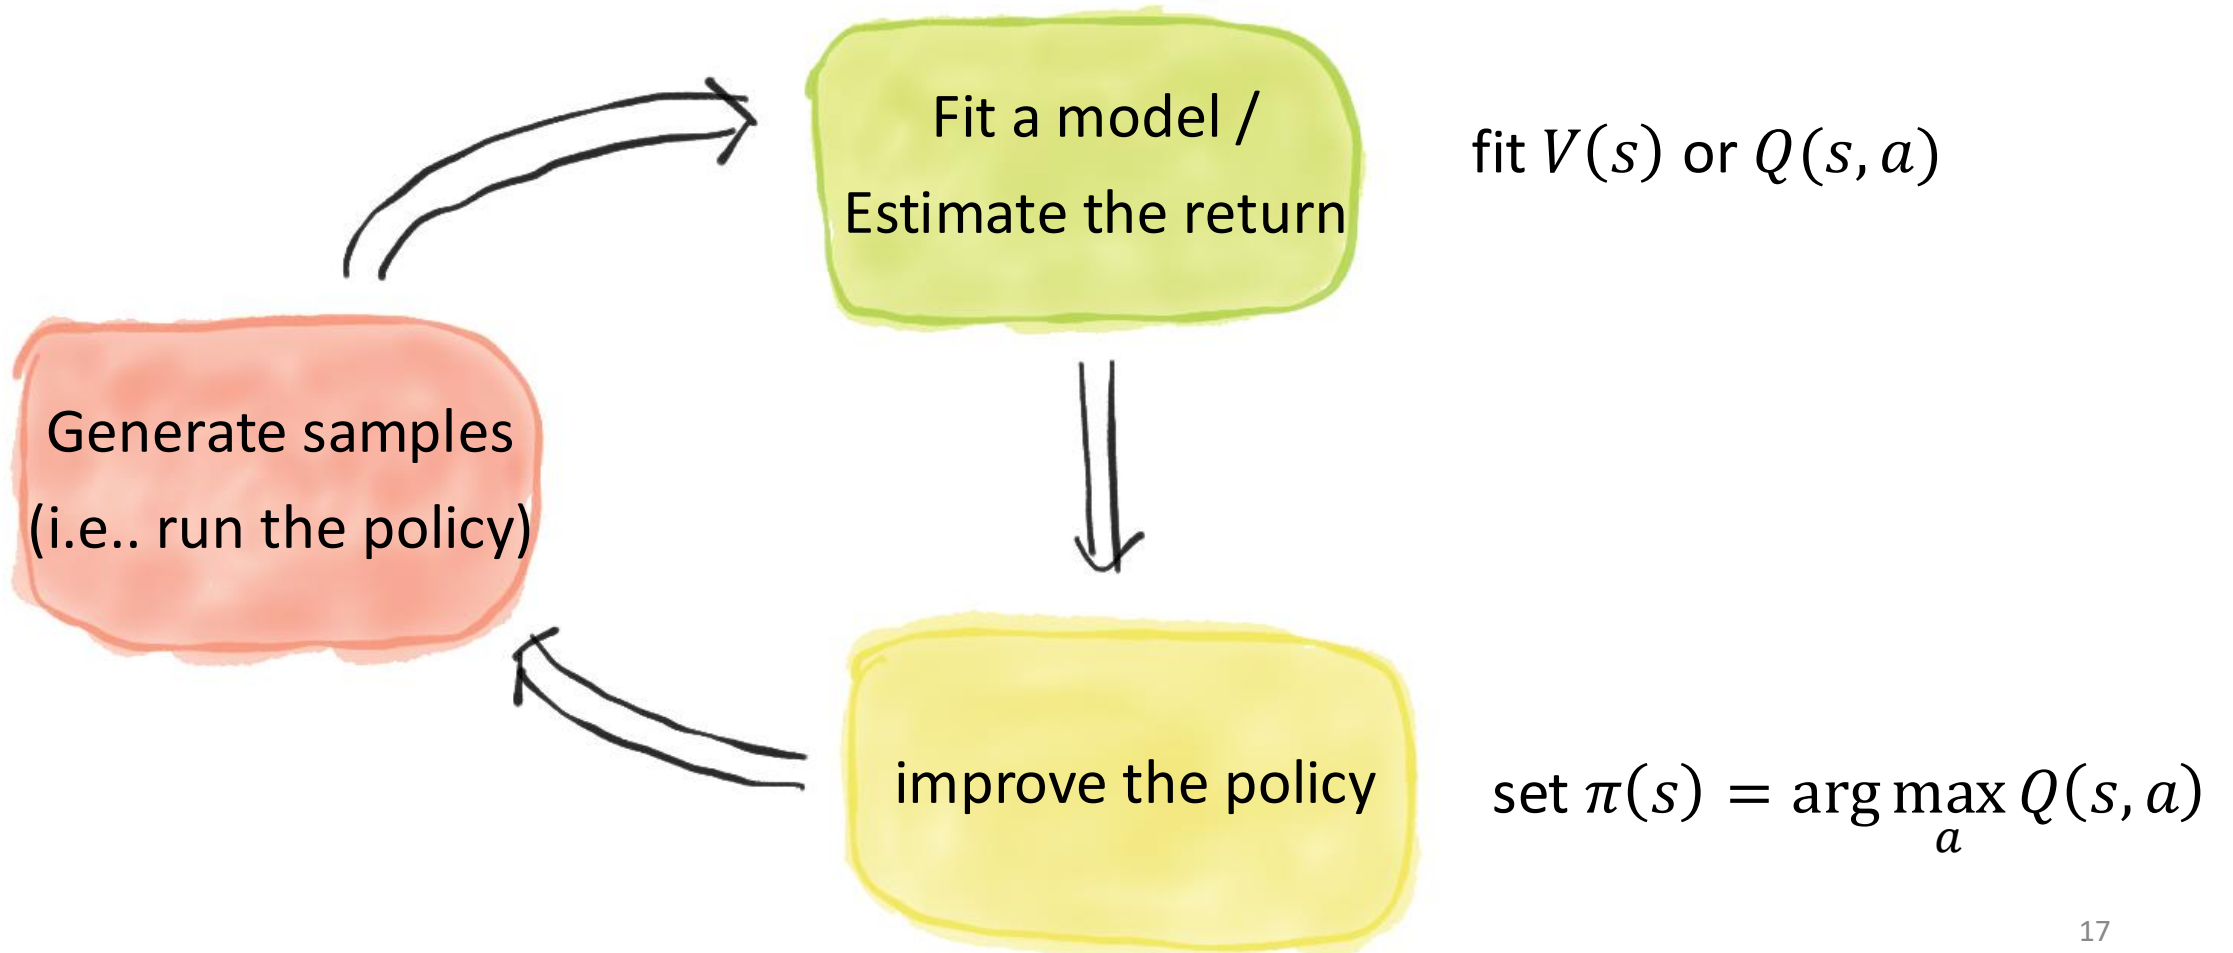 Fit a model /
Estimate the return
fit V(s) or Q(s, a)
Generate samples
(i.e.. run the policy)
improve the policy
set π(s) = arg max Q(s, a)
a
17